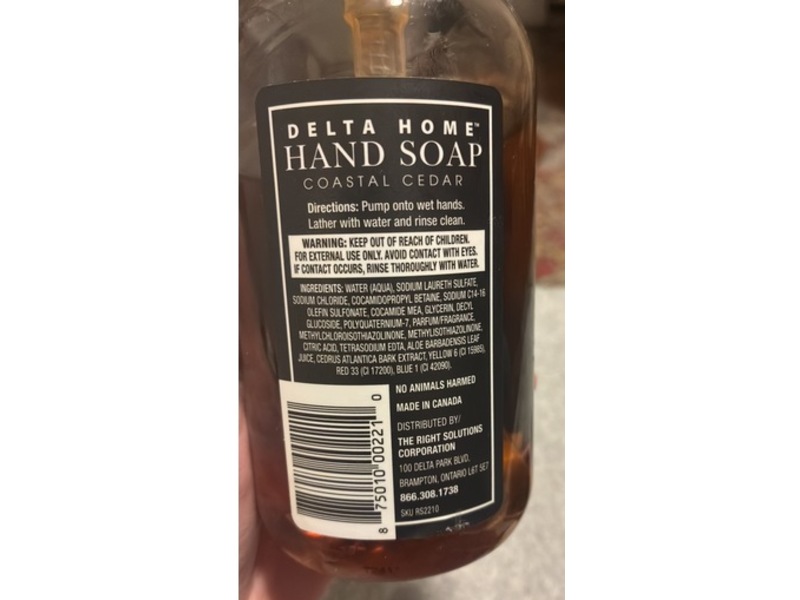 DELTA HOME™
HAND SOAP
COASTAL CEDAR
Directions: Pump onto wet hands.
Lather with water and rinse clean.
WARNING: KEEP OUT OF REACH OF CHILDREN.
FOR EXTERNAL USE ONLY. AVOID CONTACT WITH EYES.
IF CONTACT OCCURS, RINSE THOROUGHLY WITH WATER.
INGREDIENTS: WATER (AQUA), SODIUM LAURETH SULFATE,
SODIUM CHLORIDE, COCAMIDOPROPYL BETAINE, SODIUM C14-16
OLEFIN SULFONATE, COCAMIDE MEA, GLYCERIN, DECYL
GLUCOSIDE, POLYQUATERNIUM-7, PARFUM/FRAGRANCE,
METHYLCHLOROISOTHIAZOLINONE, METHYLISOTHIAZOLINONE,
CITRIC ACID, TETRASODIUM EDTA, ALOE BARBADENSIS LEAF
JUICE, CEDRUS ATLANTICA BARK EXTRACT, YELLOW 6 (CI 15985),
RED 33 (CI 17200), BLUE 1 (CI 42090).
NO ANIMALS HARMED
MADE IN CANADA
DISTRIBUTED BY/
THE RIGHT SOLUTIONS
CORPORATION
100 DELTA PARK BLVD.
BRAMPTON, ONTARIO L6T 5E7
866.308.1738
SKU RS2210
8 75010 00221 0